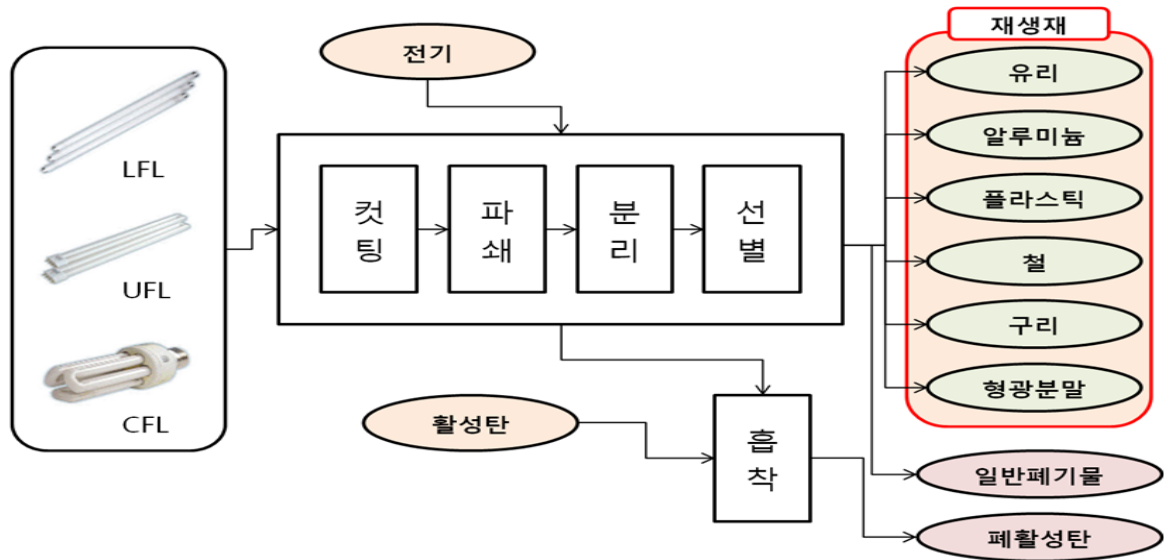 재생재
전기
유리
알루미늄
LFL
컷
팅
파
쇄
분
리
선
별
플라스틱
UFL
철
구리
CFL
활성탄
흡
착
형광분말
일반폐기물
폐활성탄